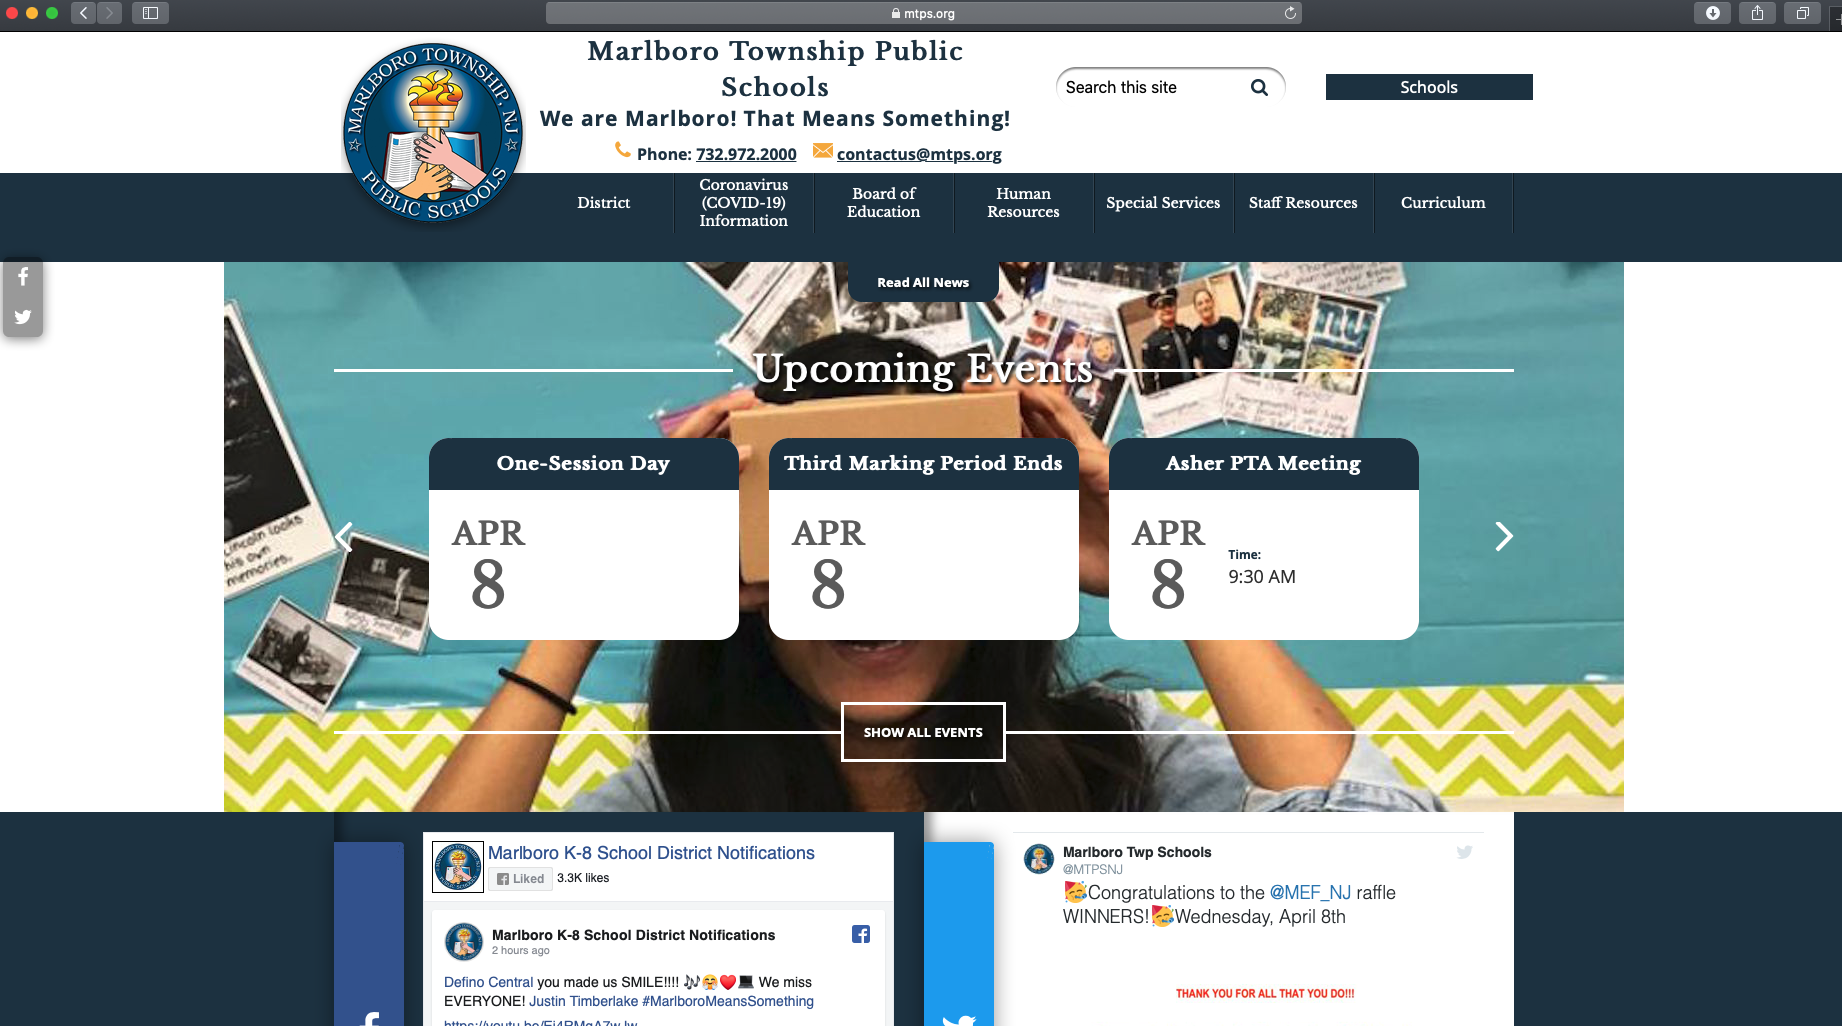 mtps.org
MARLBORO TOWNSHIP, NJ
PUBLIC SCHOOLS
Marlboro Township Public
Schools
We are Marlboro! That Means Something!
Phone: 732.972.2000 contactus@mtps.org
Search this site
Schools
District
Coronavirus
(COVID-19)
Information
Board of
Education
Human
Resources
Special Services
Staff Resources
Curriculum
Read All News
Upcoming Events
Lincoln looks
his own
memories.
One-Session Day
APR
8
Third Marking Period Ends
APR
8
Asher PTA Meeting
APR
8
Time:
9:30 AM
SHOW ALL EVENTS
Marlboro K-8 School District Notifications
Liked 3.3K likes
Marlboro K-8 School District Notifications
2 hours ago
Defino Central you made us SMILE!!!! 🎶🤗❤️💻 We miss
EVERYONE! Justin Timberlake #MarlboroMeansSomething
Marlboro Twp Schools
@MTPSNJ
🥳Congratulations to the @MEF_NJ raffle
WINNERS!🥳Wednesday, April 8th
THANK YOU FOR ALL THAT YOU DO!!!